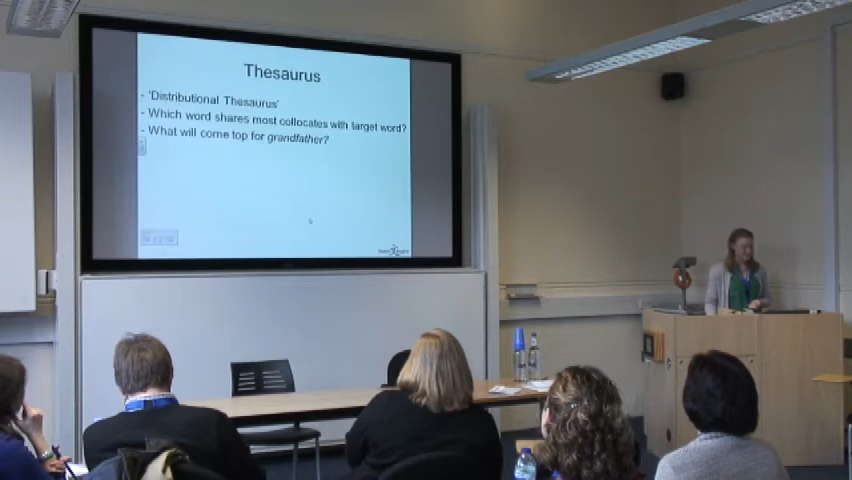 Thesaurus
- 'Distributional Thesaurus'
- Which word shares most collocates with target word?
- What will come top for grandfather?